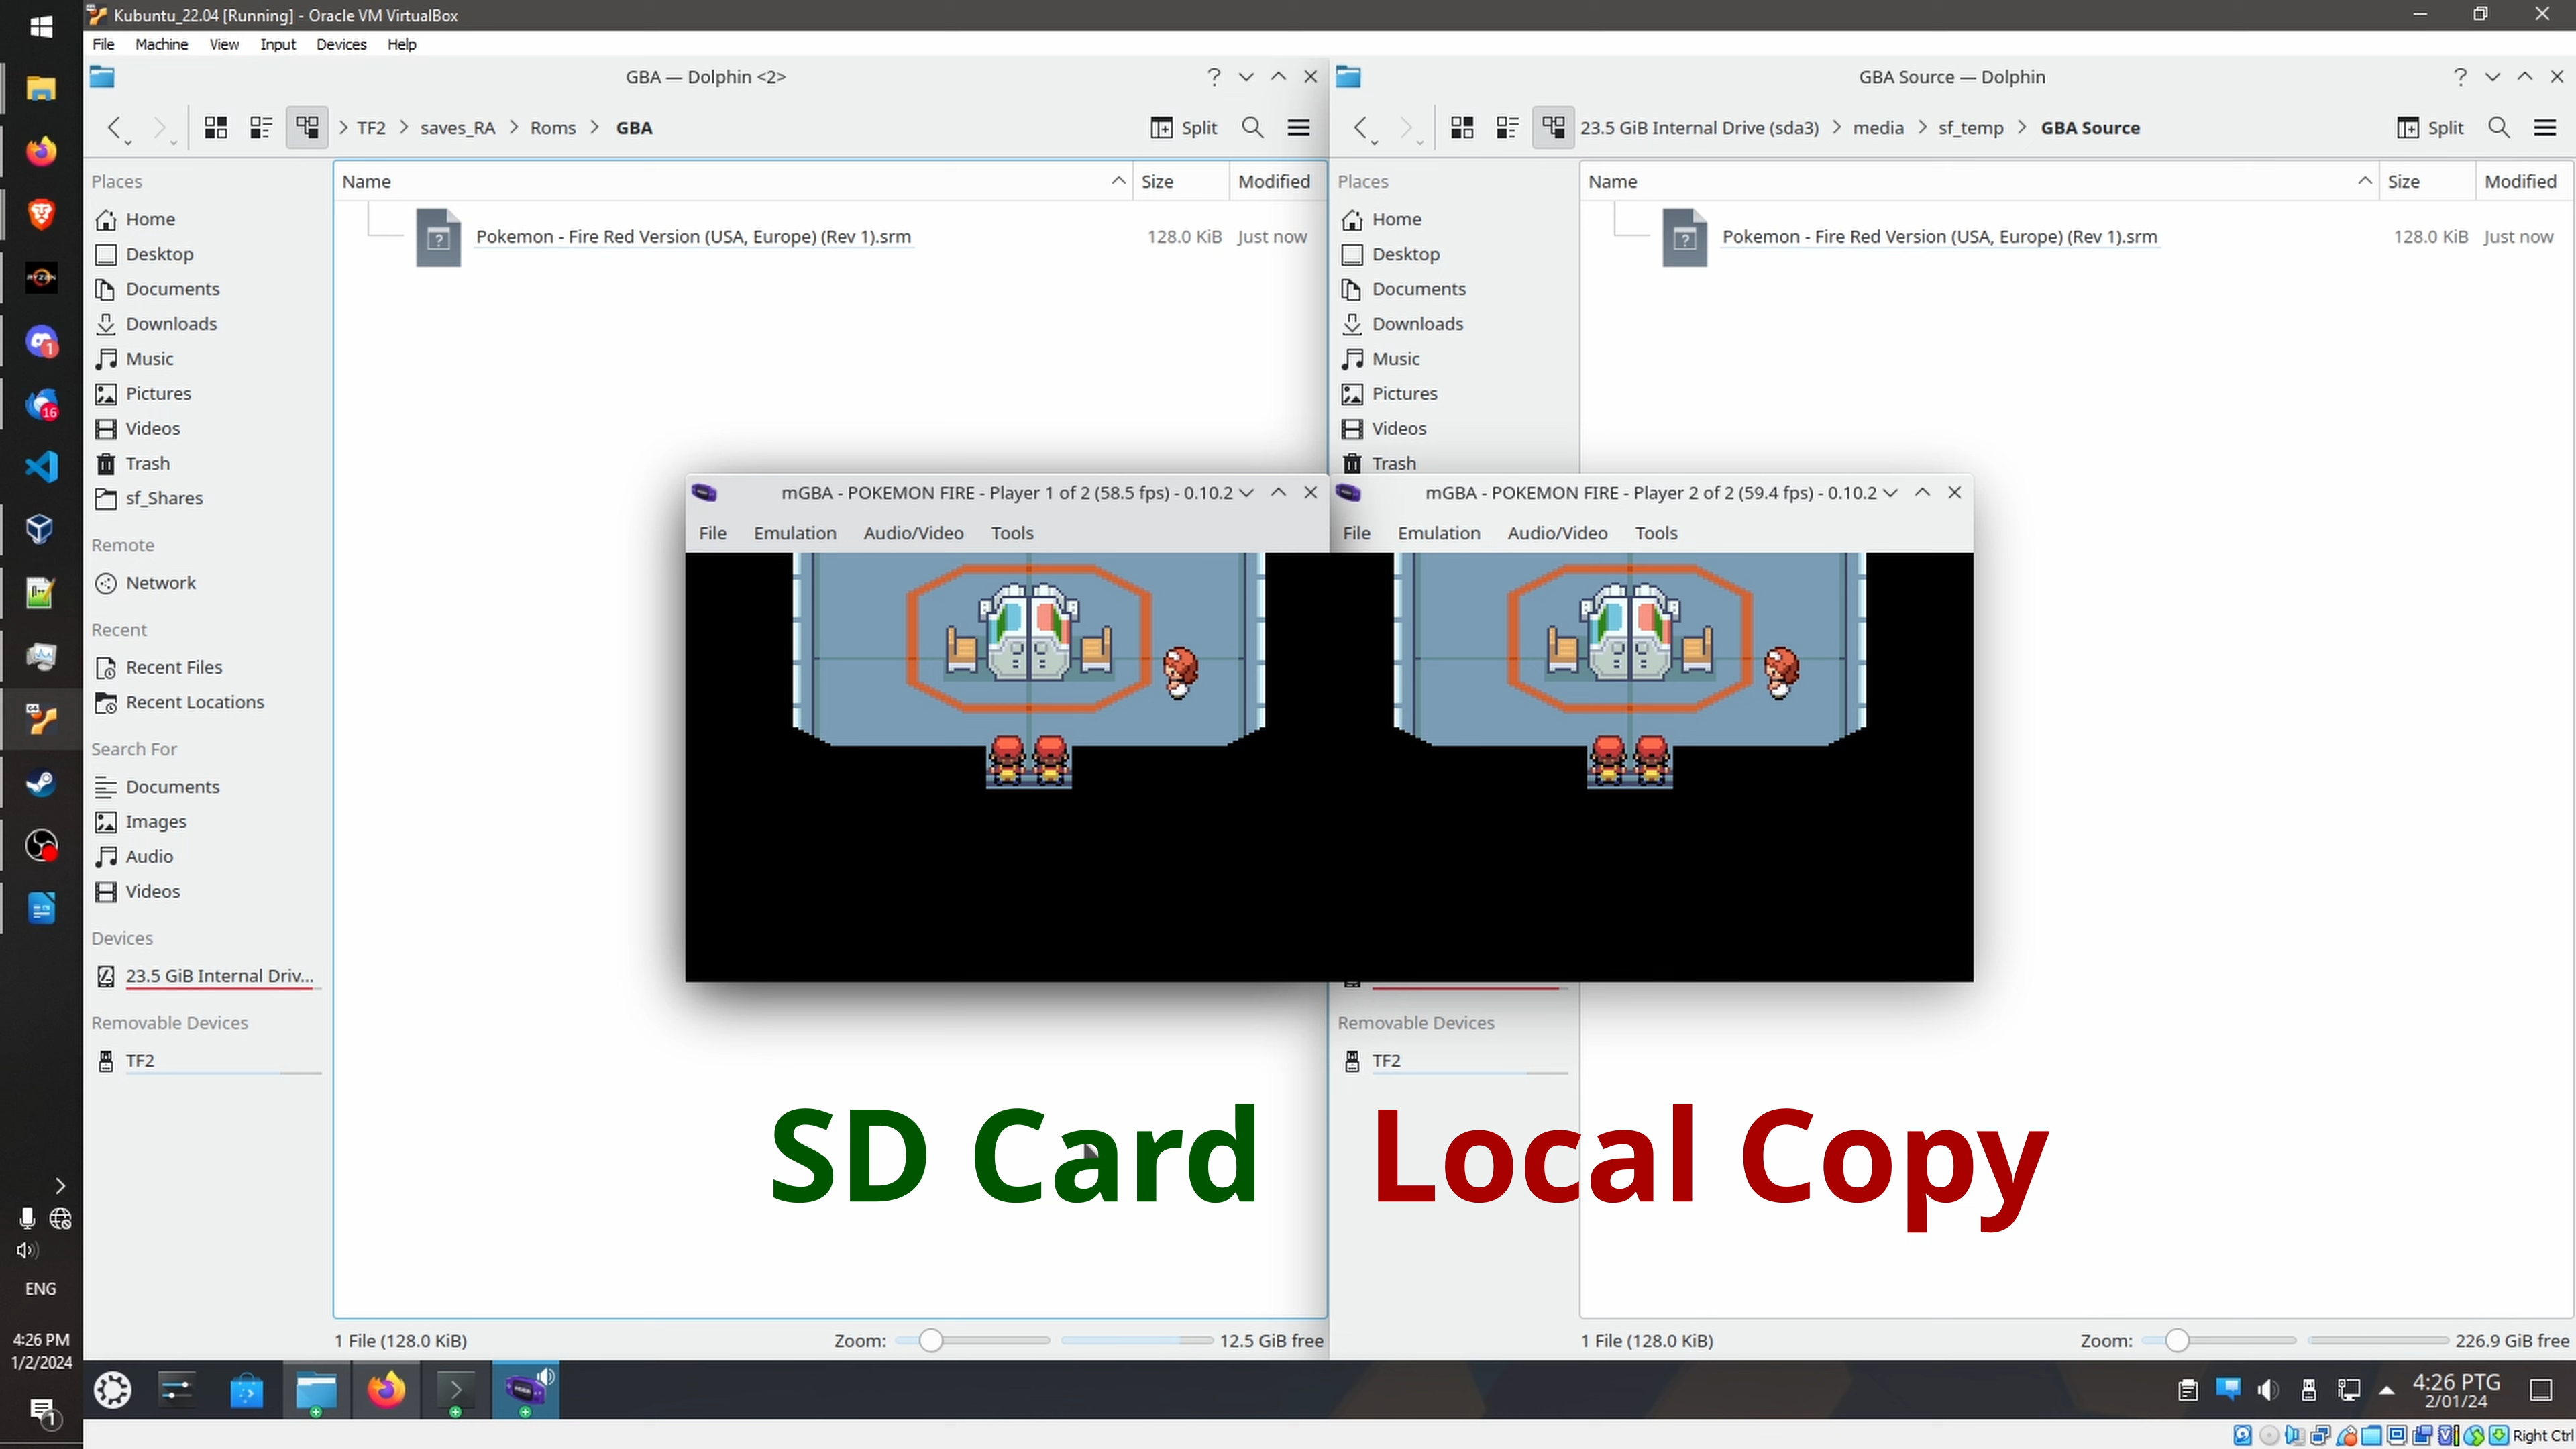 Kubuntu_22.04 [Running] - Oracle VM VirtualBox
File Machine View Input Devices Help
GBA — Dolphin <2>
TF2 saves_RA Roms GBA
Split
Places
Home
Desktop
Documents
Downloads
Music
Pictures
Videos
Trash
sf_Shares
Remote
Network
Recent
Recent Files
Recent Locations
Search For
Documents
Images
Audio
Videos
Devices
23.5 GiB Internal Driv...
Removable Devices
TF2
Name Size Modified
Pokemon - Fire Red Version (USA, Europe) (Rev 1).srm 128.0 KiB Just now
1 File (128.0 KiB) Zoom: 12.5 GiB free
GBA Source — Dolphin
23.5 GiB Internal Drive (sda3) media sf_temp GBA Source
Split
Places
Home
Desktop
Documents
Downloads
Music
Pictures
Videos
Trash
Removable Devices
TF2
Name Size Modified
Pokemon - Fire Red Version (USA, Europe) (Rev 1).srm 128.0 KiB Just now
1 File (128.0 KiB) Zoom: 226.9 GiB free
mGBA - POKEMON FIRE - Player 1 of 2 (58.5 fps) - 0.10.2
File Emulation Audio/Video Tools
mGBA - POKEMON FIRE - Player 2 of 2 (59.4 fps) - 0.10.2
File Emulation Audio/Video Tools
SD Card Local Copy
RYZEN
1
16
64
ENG
4:26 PM
1/2/2024
1
4:26 PTG
2/01/24
Right Ctrl